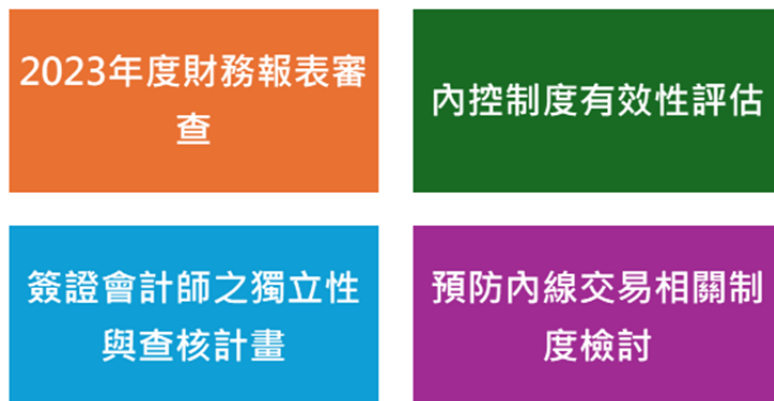 2023年度財務報表審
查
內控制度有效性評估
簽證會計師之獨立性
與查核計畫
預防內線交易相關制
度檢討